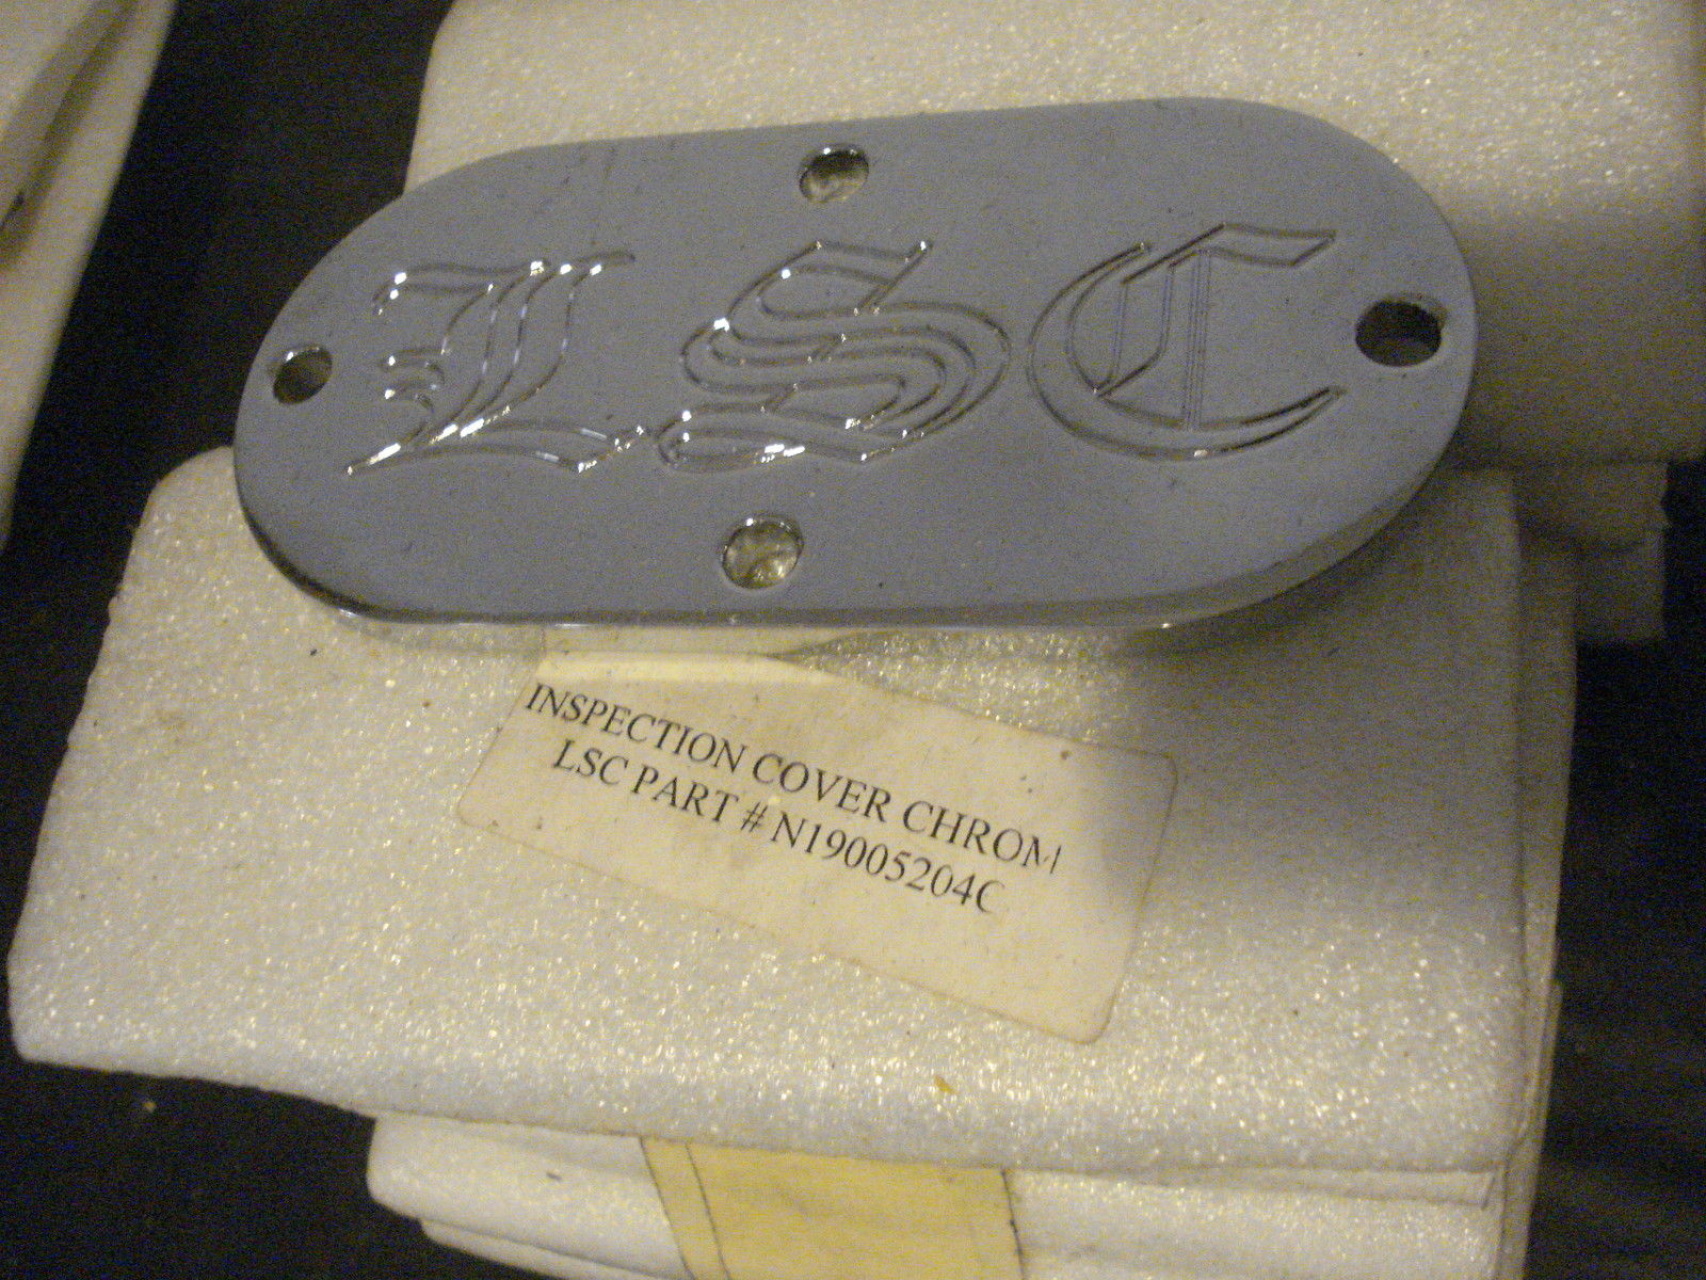 LSC
INSPECTION COVER CHROM
LSC PART # N19005204C